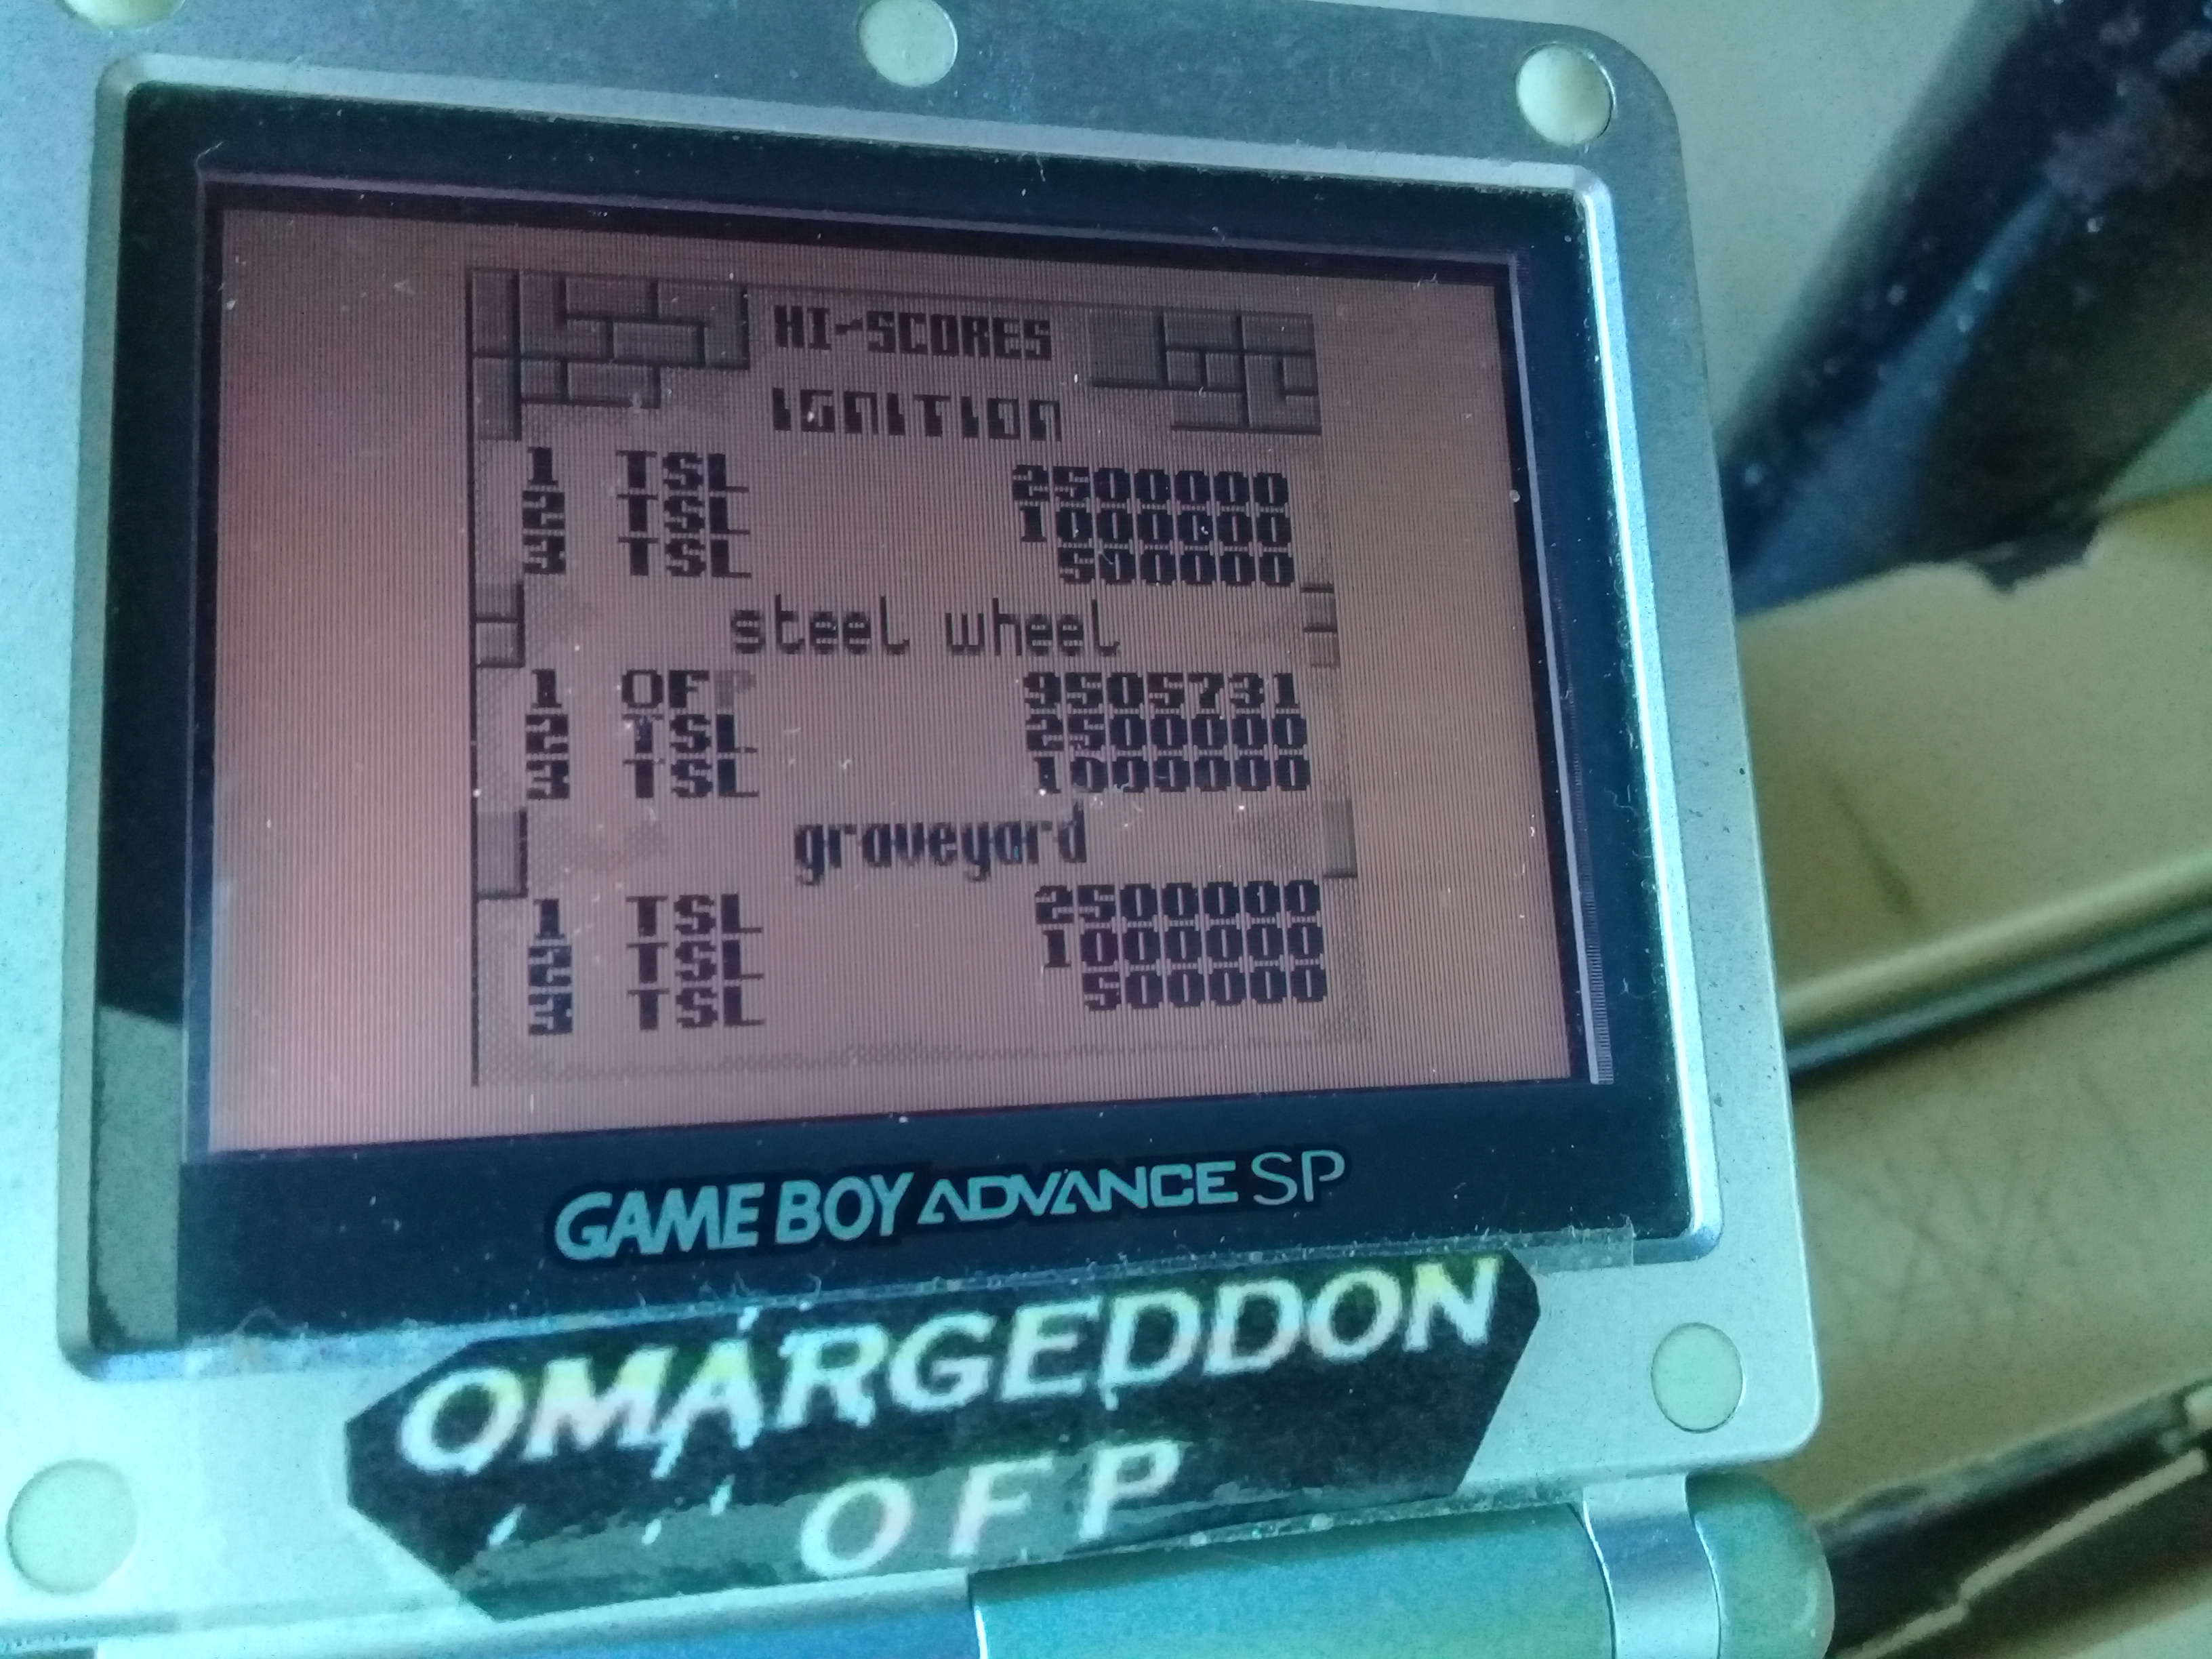 HI-SCORES
IGNITION
1 TSL 2500000
2 TSL 1000000
3 TSL 500000
steel wheel
1 OFP 9505731
2 TSL 2500000
3 TSL 1000000
graveyard
1 TSL 2500000
2 TSL 1000000
3 TSL 500000
GAME BOY ADVANCE SP
OMARGEDDON
OFP